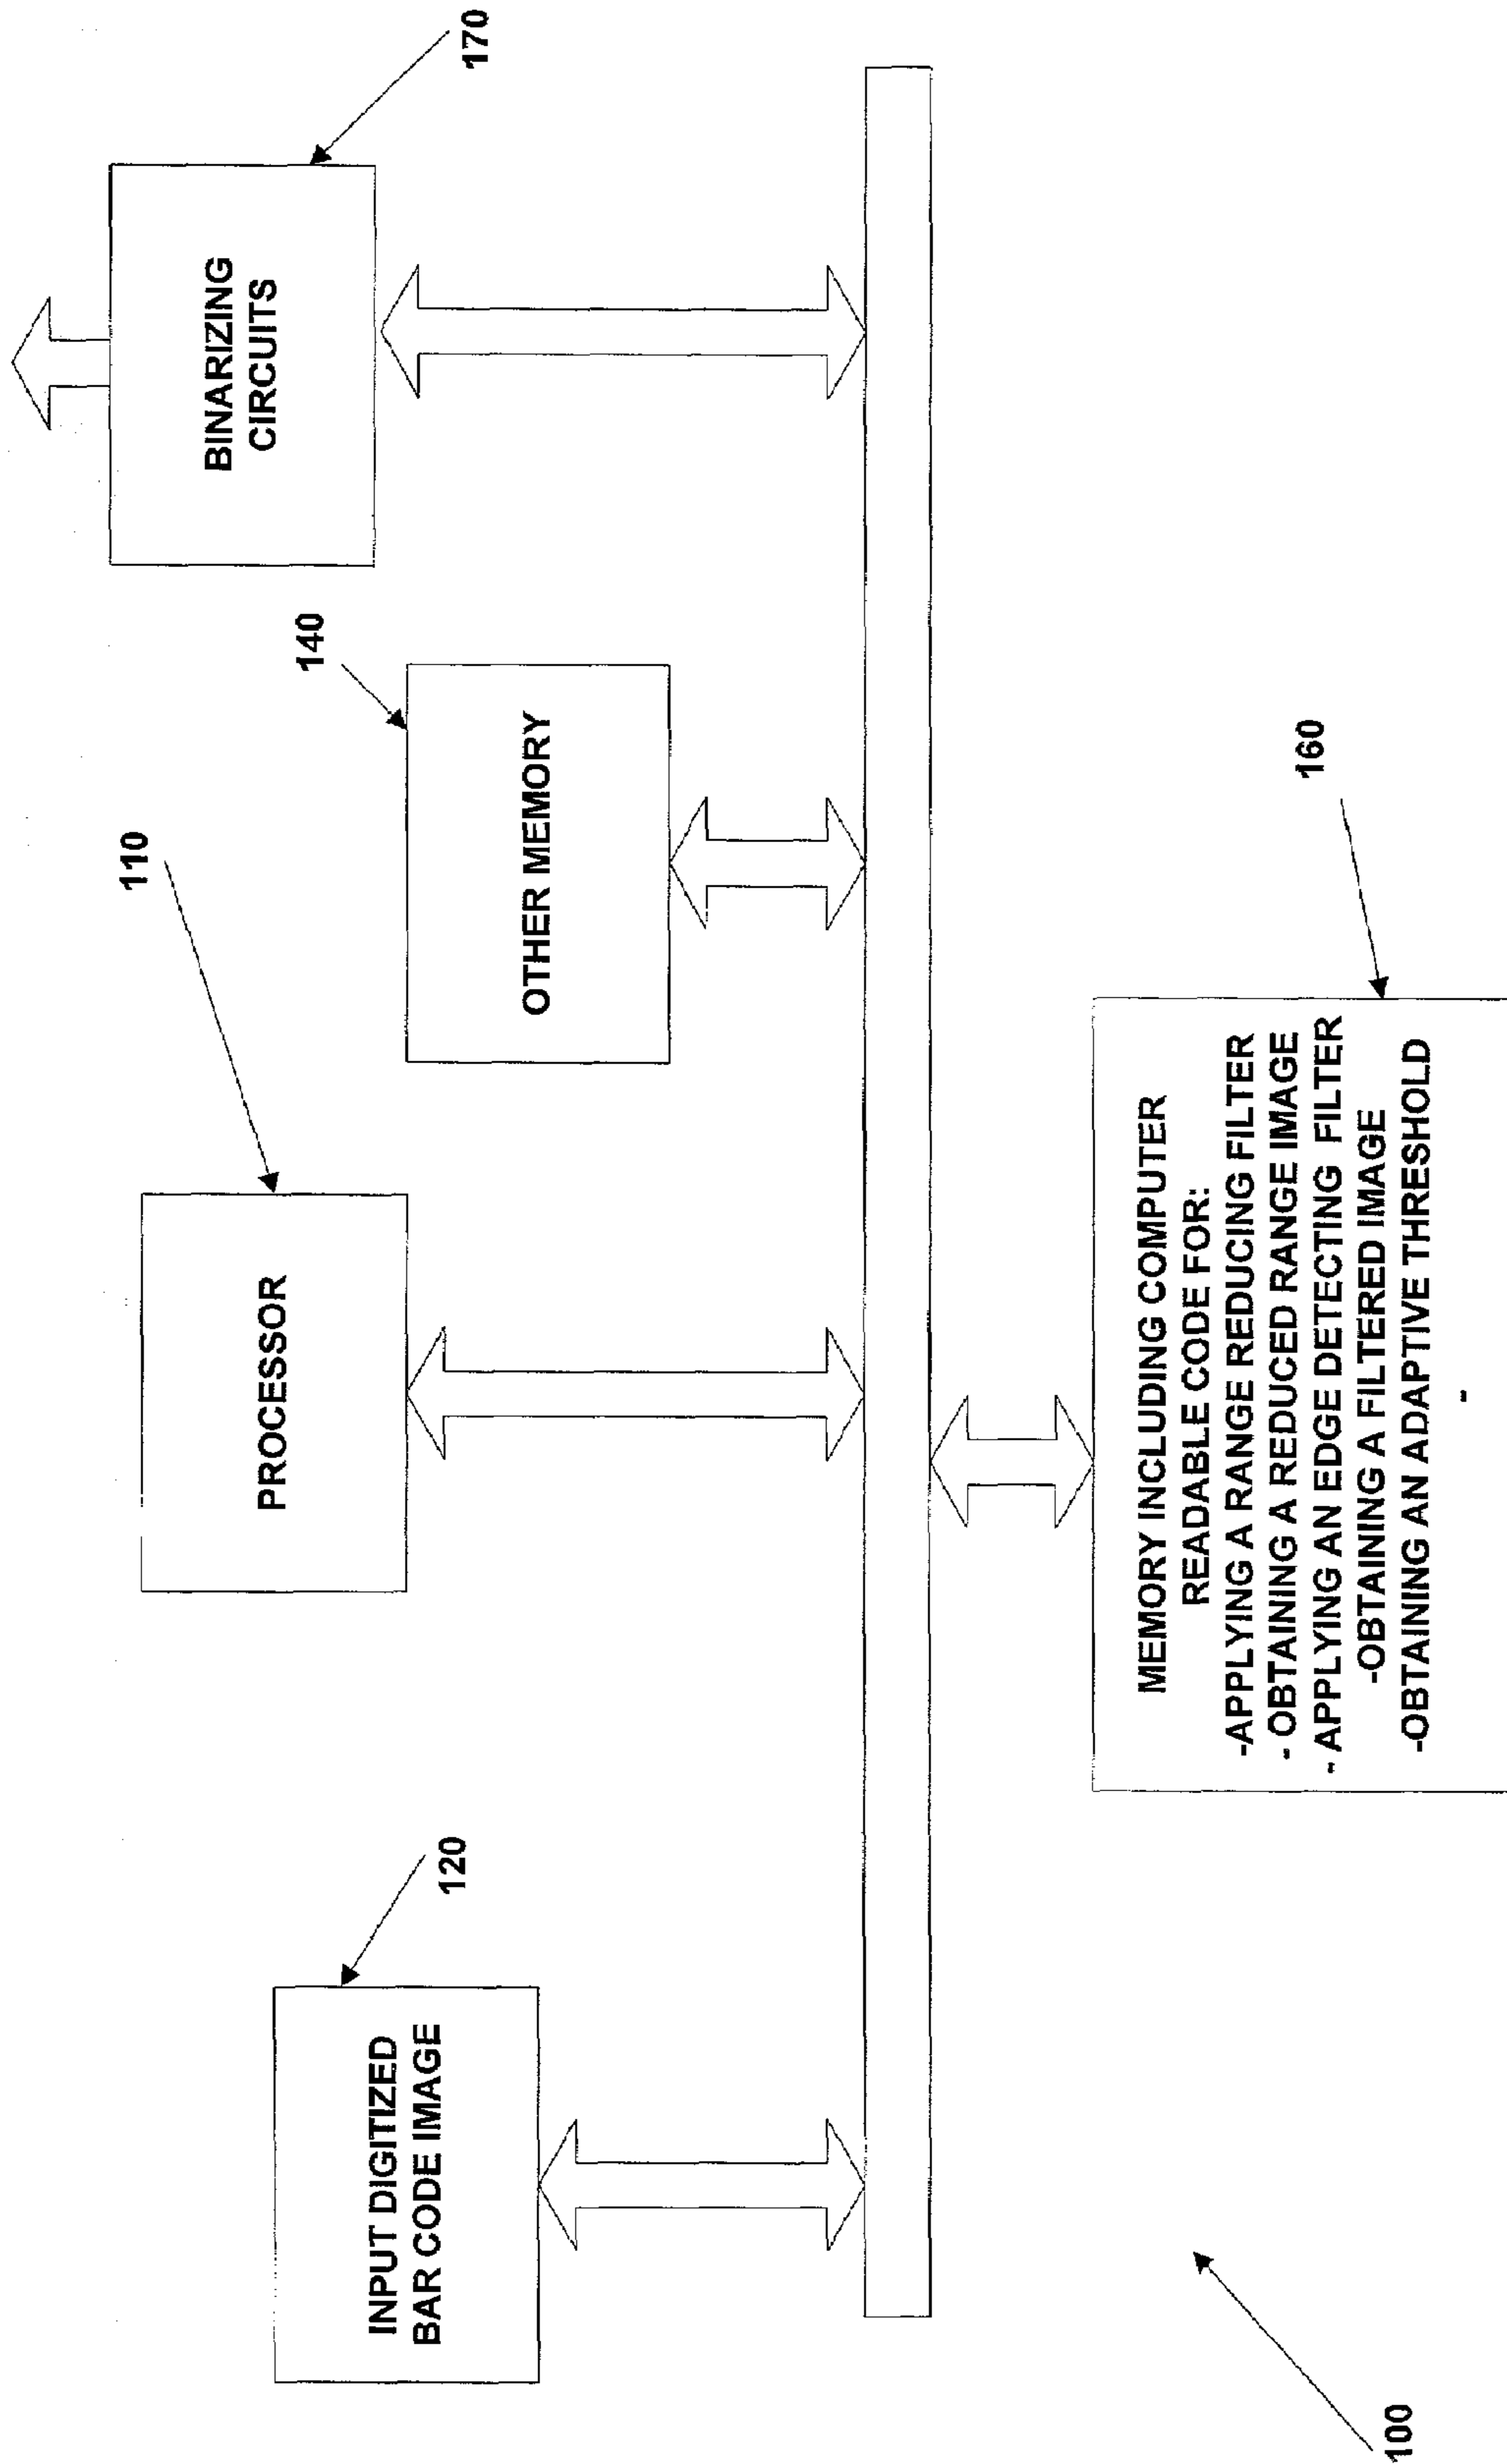 170
BINARIZING
CIRCUITS
140
OTHER MEMORY
110
PROCESSOR
120
INPUT DIGITIZED
BAR CODE IMAGE
160
MEMORY INCLUDING COMPUTER
READABLE CODE FOR:
-APPLYING A RANGE REDUCING FILTER
- OBTAINING A REDUCED RANGE IMAGE
- APPLYING AN EDGE DETECTING FILTER
-OBTAINING A FILTERED IMAGE
-OBTAINING AN ADAPTIVE THRESHOLD
-
100